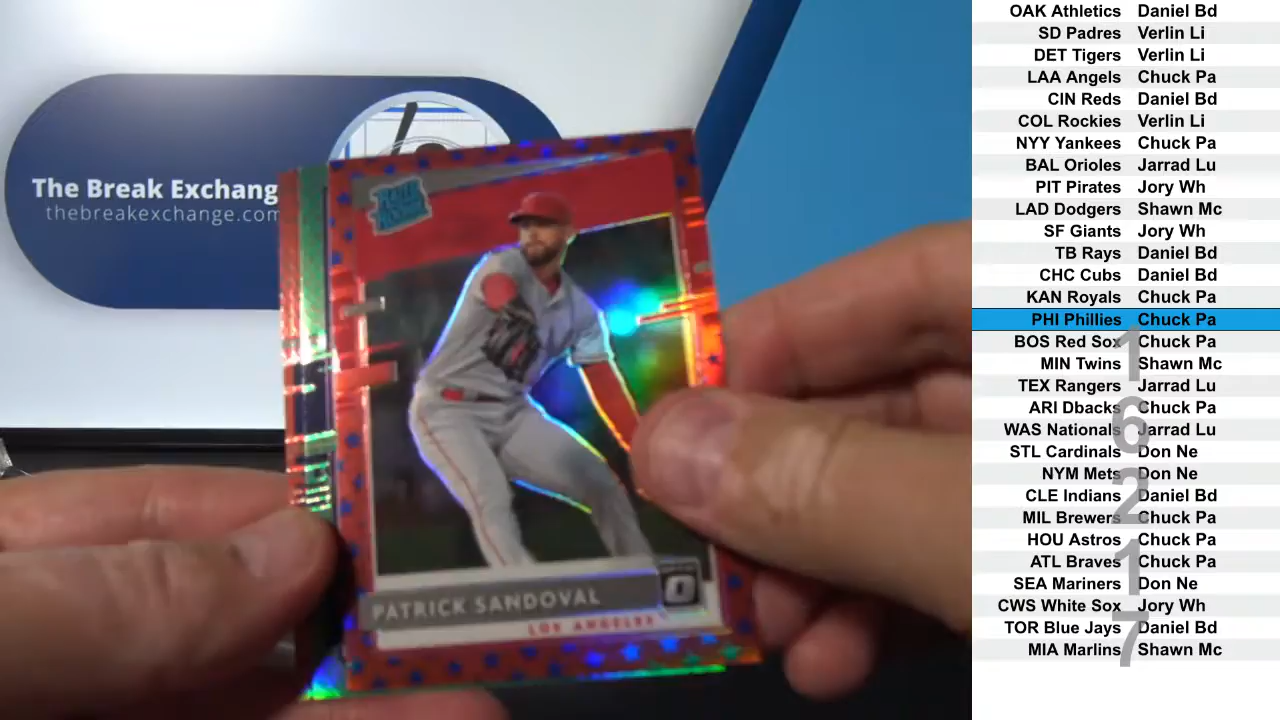 The Break Exchang
thebreakexchange.com
PATRICK SANDOVAL
LOS ANGELES
OAK Athletics Daniel Bd
SD Padres Verlin Li
DET Tigers Verlin Li
LAA Angels Chuck Pa
CIN Reds Daniel Bd
COL Rockies Verlin Li
NYY Yankees Chuck Pa
BAL Orioles Jarrad Lu
PIT Pirates Jory Wh
LAD Dodgers Shawn Mc
SF Giants Jory Wh
TB Rays Daniel Bd
CHC Cubs Daniel Bd
KAN Royals Chuck Pa
PHI Phillies Chuck Pa
BOS Red Sox Chuck Pa
MIN Twins Shawn Mc
TEX Rangers Jarrad Lu
ARI Dbacks Chuck Pa
WAS Nationals Jarrad Lu
STL Cardinals Don Ne
NYM Mets Don Ne
CLE Indians Daniel Bd
MIL Brewers Chuck Pa
HOU Astros Chuck Pa
ATL Braves Chuck Pa
SEA Mariners Don Ne
CWS White Sox Jory Wh
TOR Blue Jays Daniel Bd
MIA Marlins Shawn Mc
1
6
2
1
7